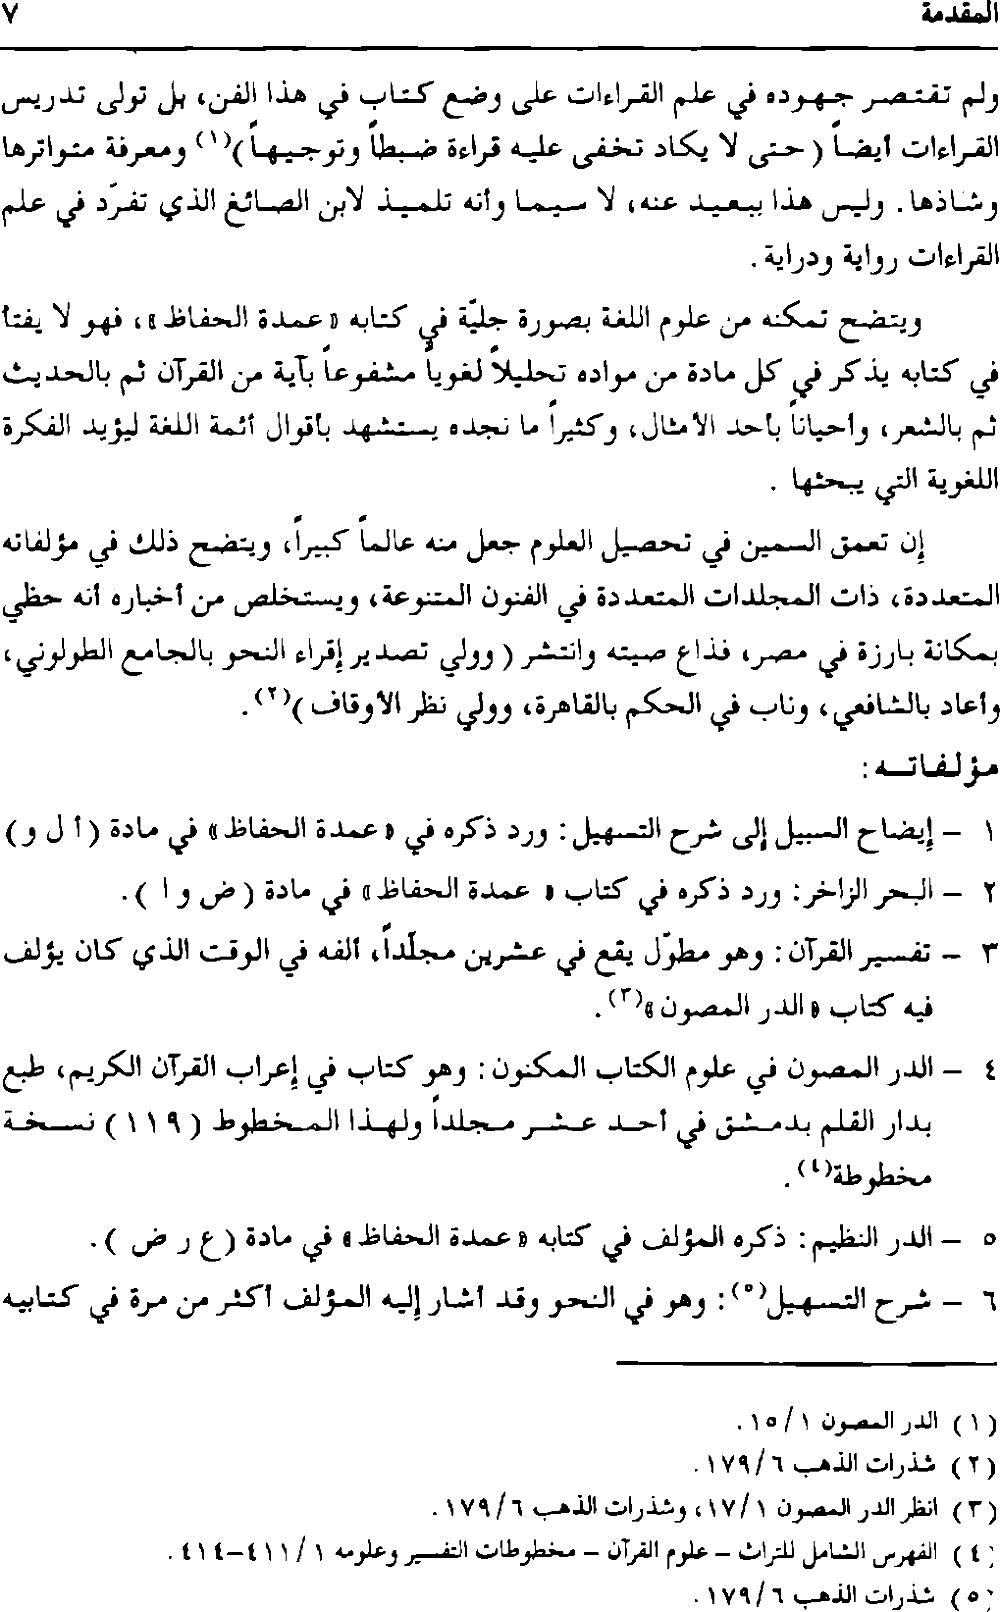 المقدمة ٧
ولم تقتصر جهوده في علم القراءات على وضع كتاب في هذا الفن، بل تولى تدريس
القراءات أيضاً ( حتى لا يكاد تخفى عليه قراءة ضبطاً وتوجيهاً )(١) ومعرفة متواترها
وشاذها. وليس هذا ببعيد عنه، لا سيما وأنه تلميذ لابن الصائغ الذي تفرّد في علم
القراءات رواية ودراية .
ويتضح تمكنه من علوم اللغة بصورة جليّة في كتابه « عمدة الحفاظ »، فهو لا يفتأ
في كتابه يذكر في كل مادة من مواده تحليلاً لغوياً مشفوعاً بآية من القرآن ثم بالحديث
ثم بالشعر، وأحياناً بأحد الأمثال، وكثيراً ما نجده يستشهد بأقوال أئمة اللغة ليؤيد الفكرة
اللغوية التي يبحثها .
إن تعمق السمين في تحصيل العلوم جعل منه عالماً كبيراً، ويتضح ذلك في مؤلفاته
المتعددة، ذات المجلدات المتعددة في الفنون المتنوعة، ويستخلص من أخباره أنه حظي
بمكانة بارزة في مصر، فذاع صيته وانتشر ( وولي تصدير إقراء النحو بالجامع الطولوني،
وأعاد بالشافعي، وناب في الحكم بالقاهرة، وولي نظر الأوقاف )(٢) .
مؤلفاته :
١ – إيضاح السبيل إلى شرح التسهيل : ورد ذكره في « عمدة الحفاظ » في مادة ( أ ل و )
٢ – البحر الزاخر : ورد ذكره في كتاب « عمدة الحفاظ » في مادة ( ض و ا ) .
٣ – تفسير القرآن : وهو مطوّل يقع في عشرين مجلّداً، ألفه في الوقت الذي كان يؤلف
فيه كتاب « الدر المصون »(٣) .
٤ – الدر المصون في علوم الكتاب المكنون : وهو كتاب في إعراب القرآن الكريم، طبع
بدار القلم بدمشق في أحد عشر مجلداً ولهذا المخطوط ( ١١٩ ) نسخة
مخطوطة(٤) .
٥ – الدر النظيم : ذكره المؤلف في كتابه « عمدة الحفاظ » في مادة ( ع ر ض ) .
٦ – شرح التسهيل(٥) : وهو في النحو وقد أشار إليه المؤلف أكثر من مرة في كتابيه
(١) الدر المصون ١/ ١٥ .
(٢) شذرات الذهب ٦/ ١٧٩ .
(٣) انظر الدر المصون ١/ ١٧، وشذرات الذهب ٦/ ١٧٩ .
(٤) الفهرس الشامل للتراث – علوم القرآن – مخطوطات التفسير وعلومه ١/ ٤١١–٤١٤ .
(٥) شذرات الذهب ٦/ ١٧٩ .